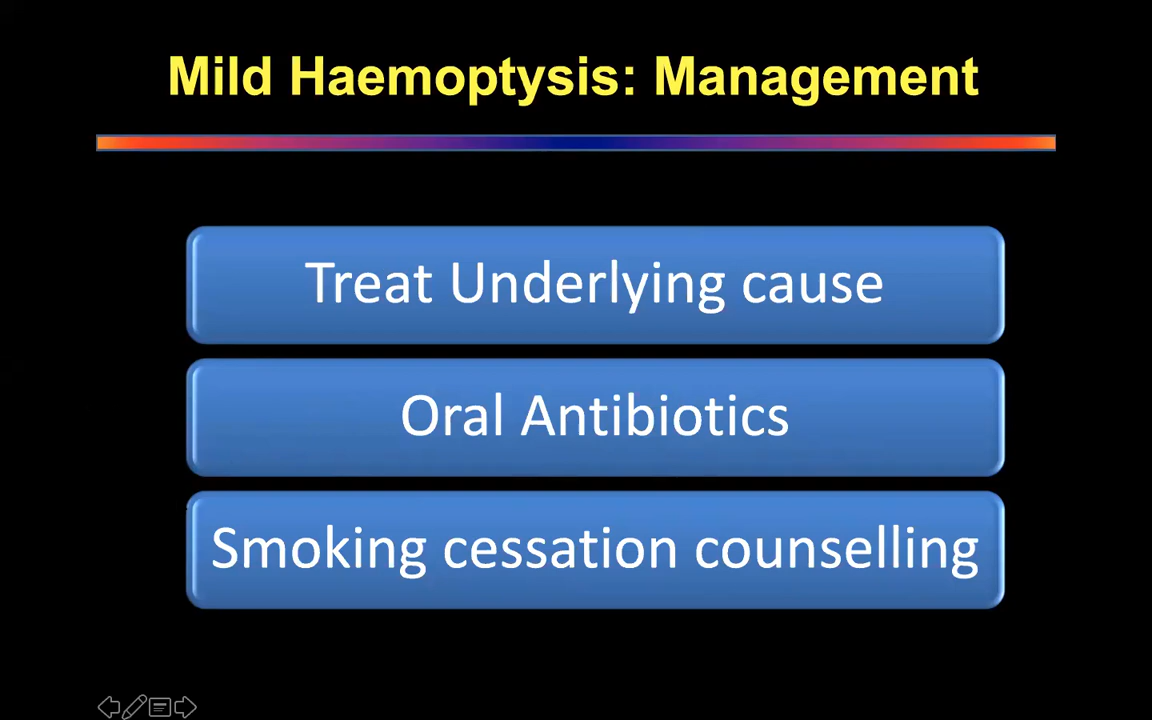 Mild Haemoptysis: Management
Treat Underlying cause
Oral Antibiotics
Smoking cessation counselling